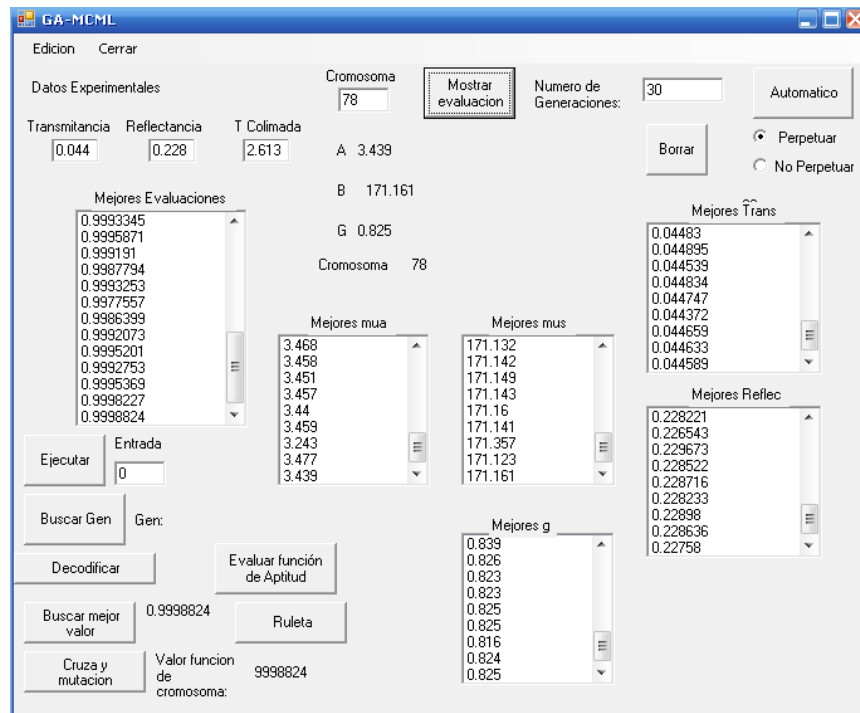 GA-MCML
Edicion Cerrar
Datos Experimentales
Cromosoma
78
Mostrar
evaluacion
Numero de
Generaciones:
30
Automatico
Transmitancia Reflectancia T Colimada
0.044 0.228 2.613
A 3.439
B 171.161
G 0.825
Cromosoma 78
Borrar
Perpetuar
No Perpetuar
Mejores Evaluaciones
0.9993345
0.9995871
0.999191
0.9987794
0.9993253
0.9977557
0.9986399
0.9992073
0.9995201
0.9992753
0.9995369
0.9998227
0.9998824
Mejores mua
3.468
3.458
3.451
3.457
3.44
3.459
3.243
3.477
3.439
Mejores mus
171.132
171.142
171.149
171.143
171.16
171.141
171.357
171.123
171.161
Mejores Trans
0.04483
0.044895
0.044539
0.044834
0.044747
0.044372
0.044659
0.044633
0.044589
Mejores Reflec
0.228221
0.226543
0.229673
0.228522
0.228716
0.228233
0.22898
0.228636
0.22758
Ejecutar
Entrada
0
Buscar Gen
Gen:
Decodificar
Evaluar función
de Aptitud
Buscar mejor
valor
0.9998824
Ruleta
Cruza y
mutacion
Valor funcion
de
cromosoma:
9998824
Mejores g
0.839
0.826
0.823
0.823
0.825
0.825
0.816
0.824
0.825